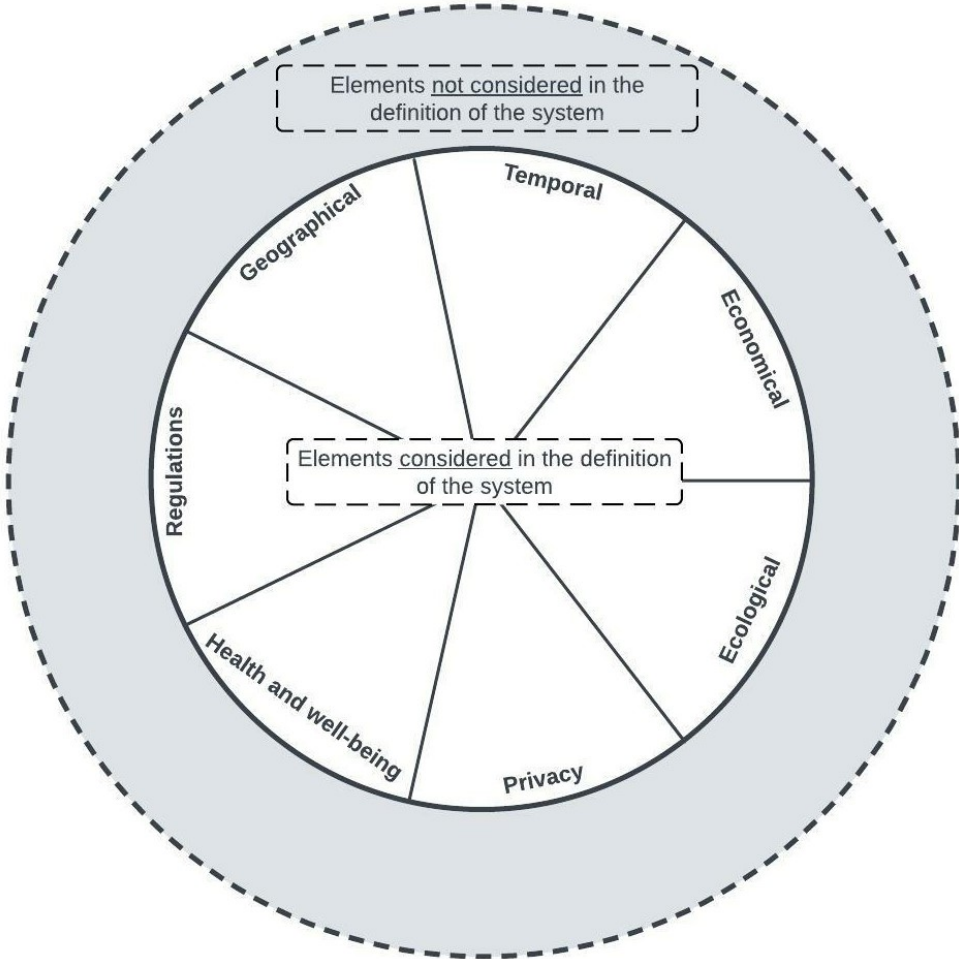 Elements not considered in the
definition of the system
Temporal
Geographical
Economical
Regulations
Elements considered in the definition
of the system
Ecological
Health and well-being
Privacy